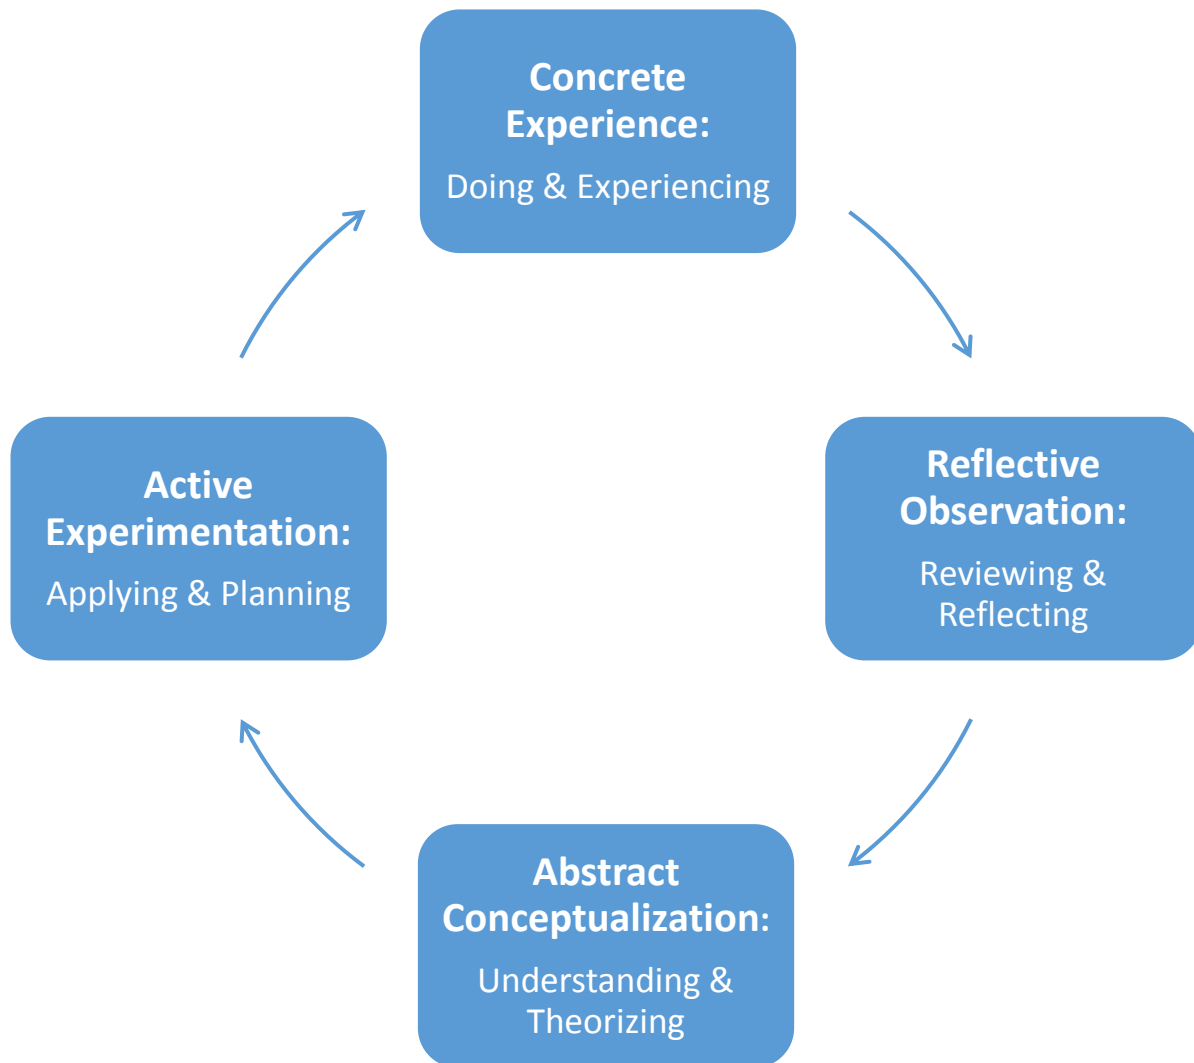 Concrete
Experience:
Doing & Experiencing
Reflective
Observation:
Reviewing &
Reflecting
Abstract
Conceptualization:
Understanding &
Theorizing
Active
Experimentation:
Applying & Planning